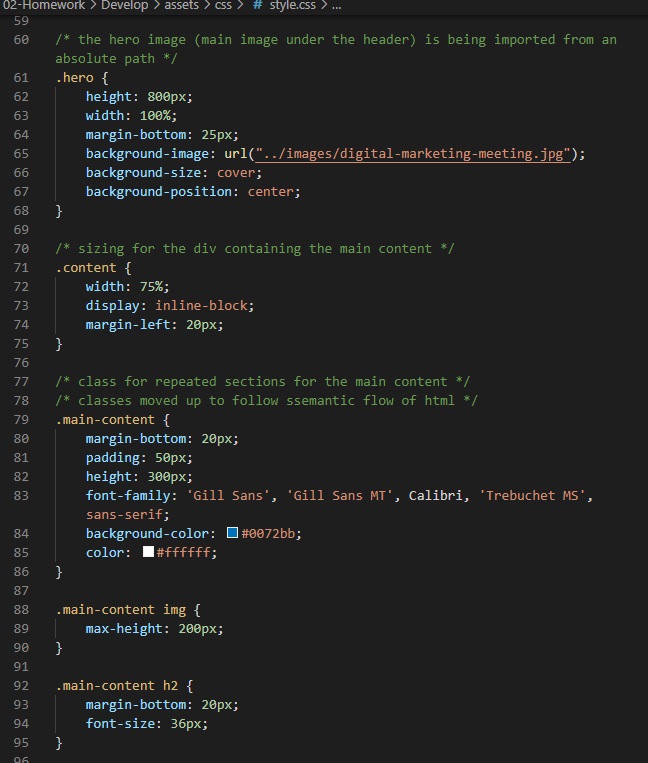 02-Homework > Develop > assets > css > # style.css > ...
59
60 /* the hero image (main image under the header) is being imported from an
absolute path */
61 .hero {
62 height: 800px;
63 width: 100%;
64 margin-bottom: 25px;
65 background-image: url("../images/digital-marketing-meeting.jpg");
66 background-size: cover;
67 background-position: center;
68 }
69
70 /* sizing for the div containing the main content */
71 .content {
72 width: 75%;
73 display: inline-block;
74 margin-left: 20px;
75 }
76
77 /* class for repeated sections for the main content */
78 /* classes moved up to follow ssemantic flow of html */
79 .main-content {
80 margin-bottom: 20px;
81 padding: 50px;
82 height: 300px;
83 font-family: 'Gill Sans', 'Gill Sans MT', Calibri, 'Trebuchet MS',
sans-serif;
84 background-color: #0072bb;
85 color: #ffffff;
86 }
87
88 .main-content img {
89 max-height: 200px;
90 }
91
92 .main-content h2 {
93 margin-bottom: 20px;
94 font-size: 36px;
95 }
96